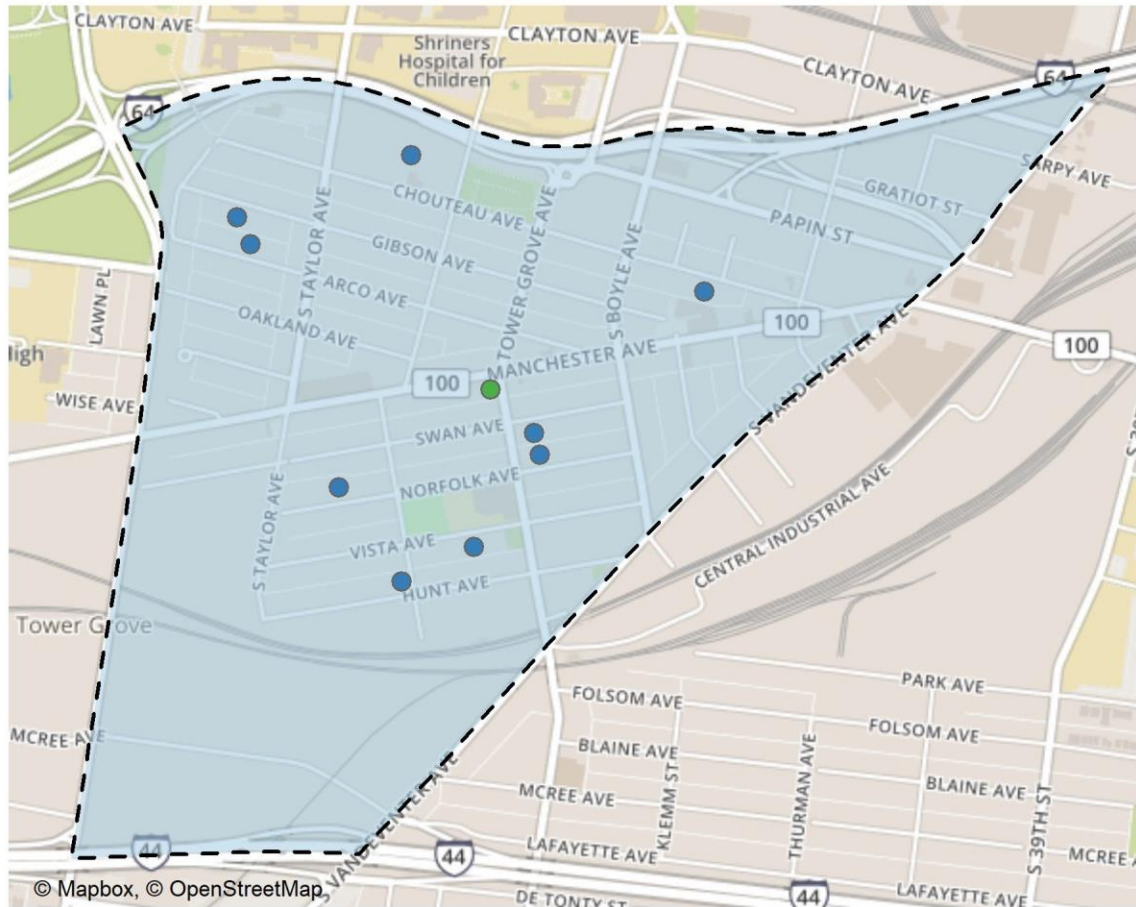 CLAYTON AVE
CLAYTON AVE
Shriners
Hospital for
Children
CLAYTON AVE
64
64
SARPY AVE
GRATIOT ST
CHOUTEAU AVE
PAPIN ST
S TAYLOR AVE
TOWER GROVE AVE
S BOYLE AVE
GIBSON AVE
LAWN PL
ARCO AVE
OAKLAND AVE
100
S VANDEVENTER AVE
MANCHESTER AVE
100
High
100
WISE AVE
SWAN AVE
S 39
NORFOLK AVE
S TAYLOR AVE
CENTRAL INDUSTRIAL AVE
VISTA AVE
HUNT AVE
Tower Grove
PARK AVE
FOLSOM AVE
FOLSOM AVE
MCREE AVE
BLAINE AVE
BLAINE AVE
KLEMM ST
THURMAN AVE
S 39TH ST
MCREE AVE
S VANDEVENTER AVE
44
44
LAFAYETTE AVE
MCREE A
© Mapbox, © OpenStreetMap
DE TONTY ST
44
LAFAYETTE AVE